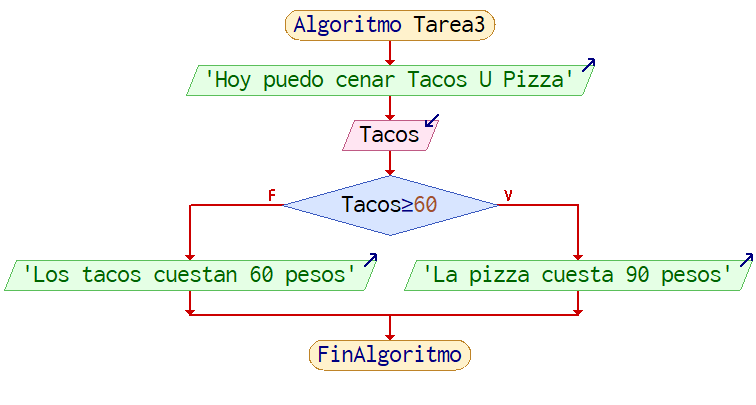 Algoritmo Tarea3
'Hoy puedo cenar Tacos U Pizza'
Tacos
Tacos≥60
F
V
'Los tacos cuestan 60 pesos'
'La pizza cuesta 90 pesos'
FinAlgoritmo